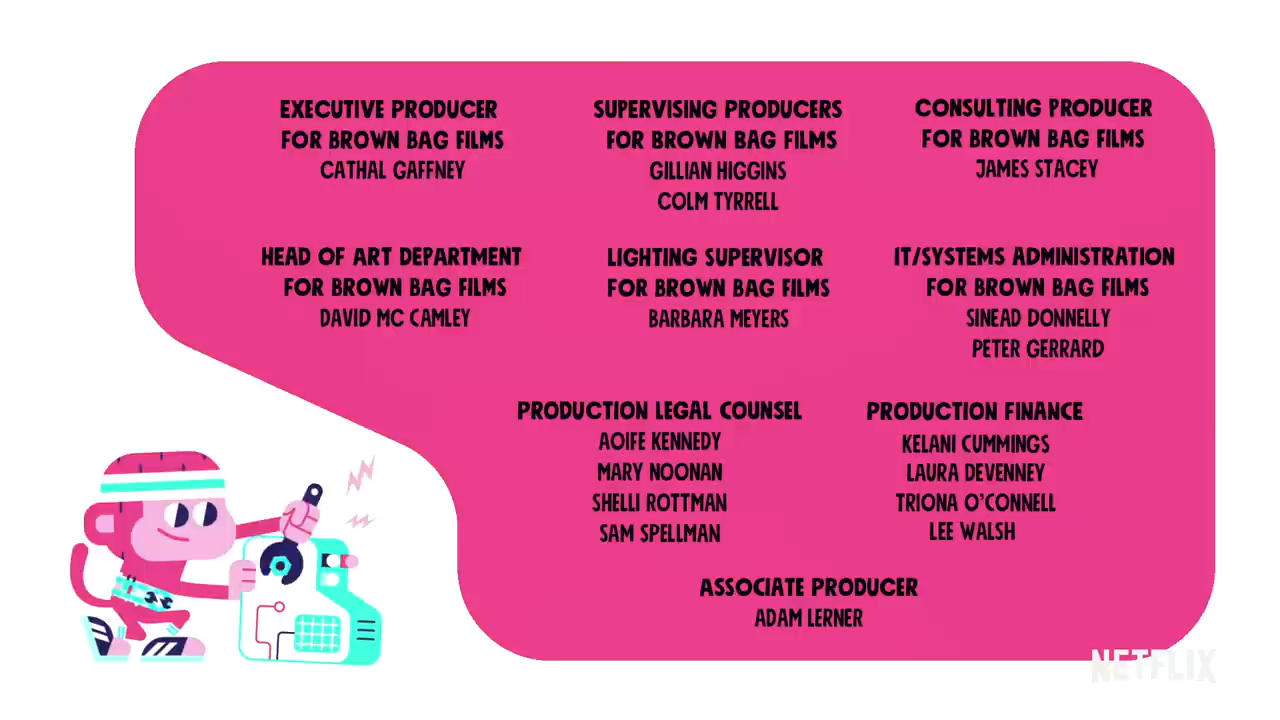 EXECUTIVE PRODUCER
FOR BROWN BAG FILMS
CATHAL GAFFNEY
SUPERVISING PRODUCERS
FOR BROWN BAG FILMS
GILLIAN HIGGINS
COLM TYRRELL
CONSULTING PRODUCER
FOR BROWN BAG FILMS
JAMES STACEY
HEAD OF ART DEPARTMENT
FOR BROWN BAG FILMS
DAVID MC CAMLEY
LIGHTING SUPERVISOR
FOR BROWN BAG FILMS
BARBARA MEYERS
IT/SYSTEMS ADMINISTRATION
FOR BROWN BAG FILMS
SINEAD DONNELLY
PETER GERRARD
PRODUCTION LEGAL COUNSEL
AOIFE KENNEDY
MARY NOONAN
SHELLI ROTTMAN
SAM SPELLMAN
PRODUCTION FINANCE
KELANI CUMMINGS
LAURA DEVENNEY
TRIONA O'CONNELL
LEE WALSH
ASSOCIATE PRODUCER
ADAM LERNER
NETFLIX